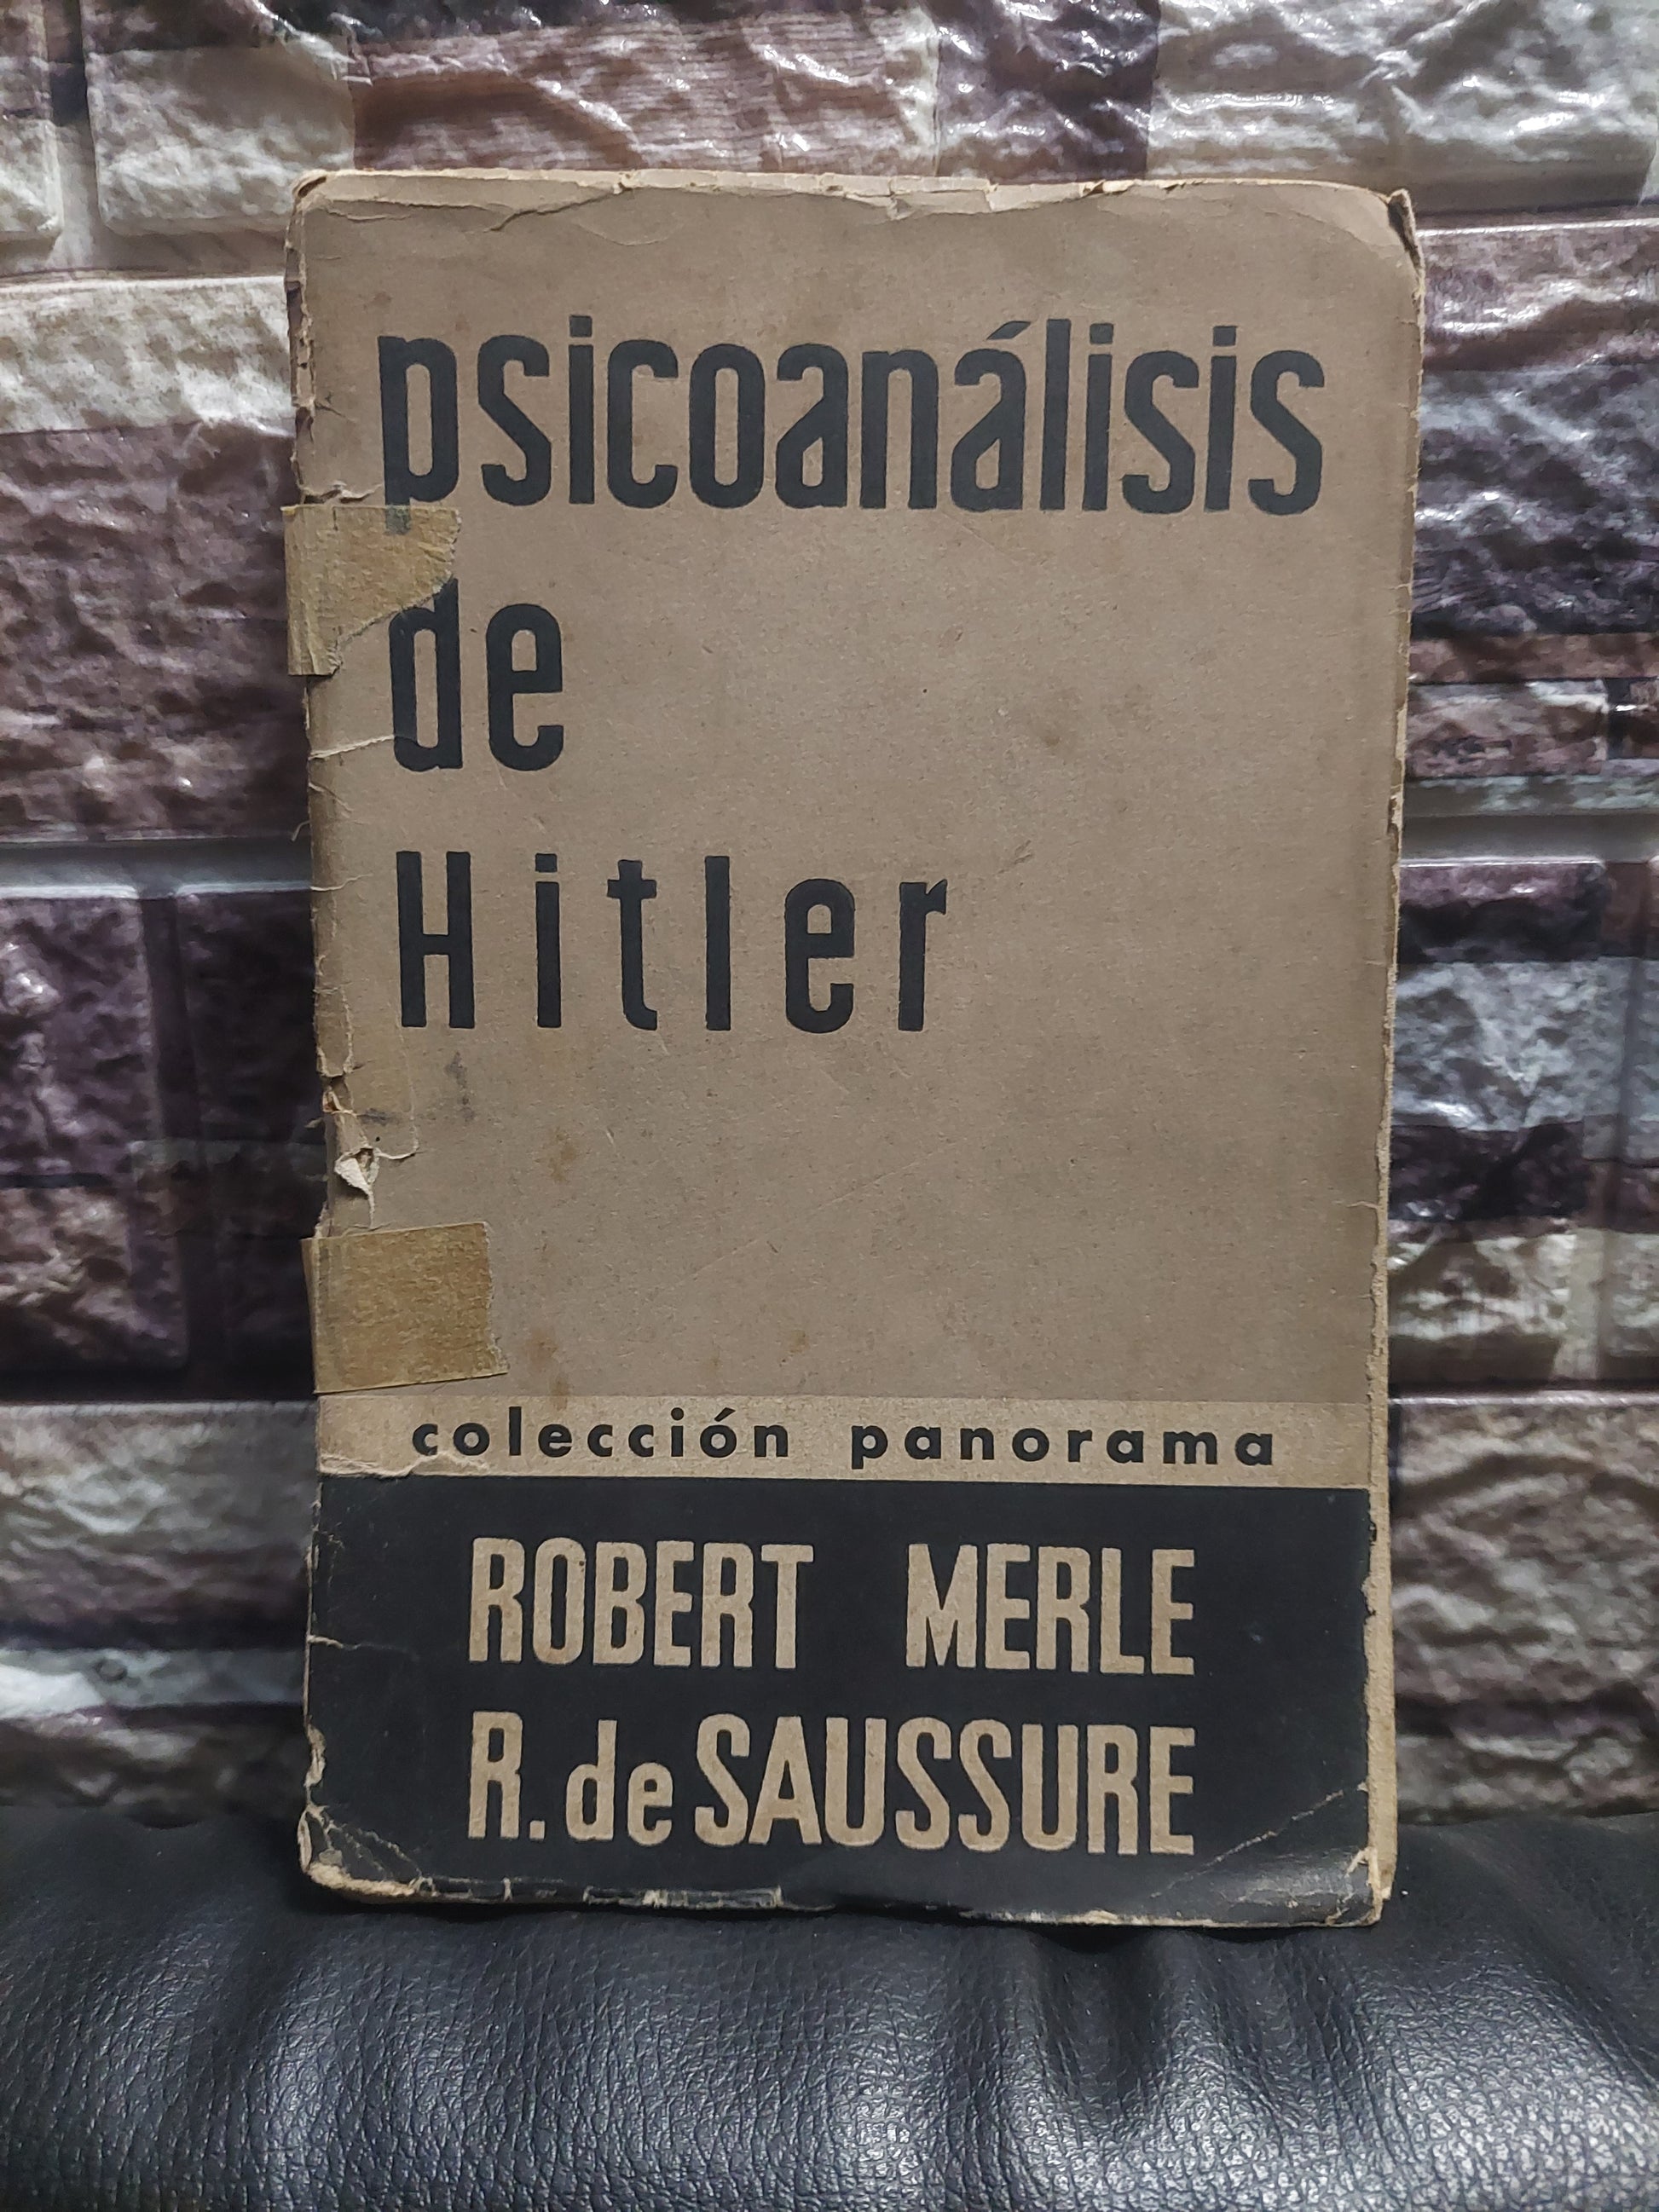 psicoanálisis
de
Hitler
colección panorama
ROBERT MERLE
R. de SAUSSURE